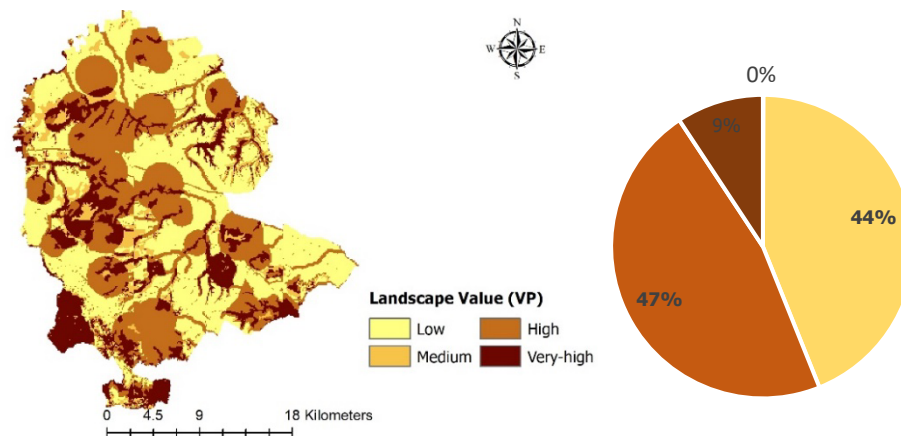 N
W E
S
Landscape Value (VP)
Low High
Medium Very-high
0 4.5 9 18 Kilometers
0%
9%
44%
47%